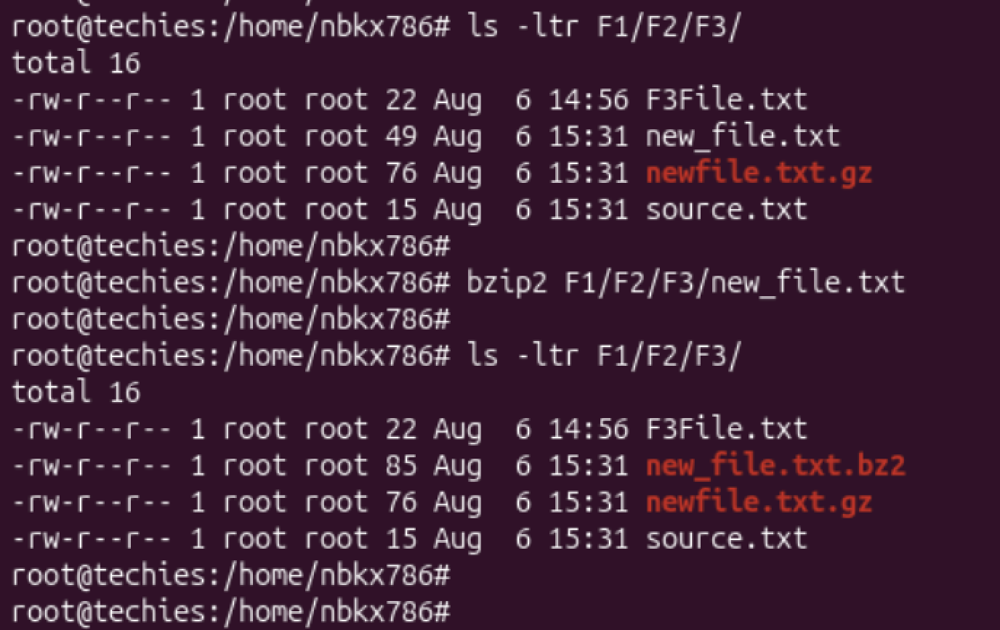 root@techies:/home/nbkx786# ls -ltr F1/F2/F3/
total 16
-rw-r--r-- 1 root root 22 Aug  6 14:56 F3File.txt
-rw-r--r-- 1 root root 49 Aug  6 15:31 new_file.txt
-rw-r--r-- 1 root root 76 Aug  6 15:31 newfile.txt.gz
-rw-r--r-- 1 root root 15 Aug  6 15:31 source.txt
root@techies:/home/nbkx786#
root@techies:/home/nbkx786# bzip2 F1/F2/F3/new_file.txt
root@techies:/home/nbkx786#
root@techies:/home/nbkx786# ls -ltr F1/F2/F3/
total 16
-rw-r--r-- 1 root root 22 Aug  6 14:56 F3File.txt
-rw-r--r-- 1 root root 85 Aug  6 15:31 new_file.txt.bz2
-rw-r--r-- 1 root root 76 Aug  6 15:31 newfile.txt.gz
-rw-r--r-- 1 root root 15 Aug  6 15:31 source.txt
root@techies:/home/nbkx786#
root@techies:/home/nbkx786#